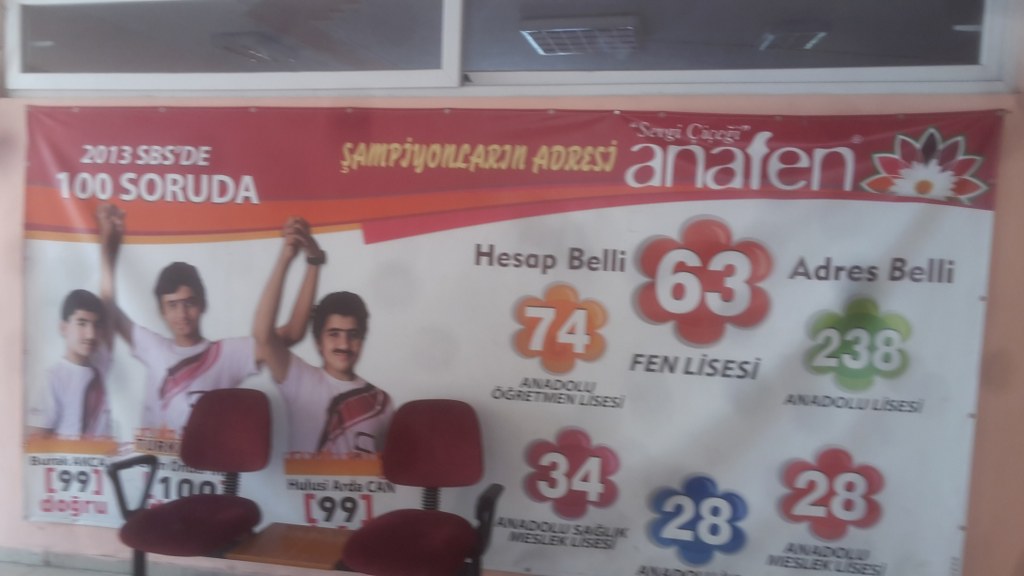 2013 SBS'DE
100 SORUDA
ŞAMPİYONLARIN ADRESİ
"Sevgi Çiçeği"
anafen
Hesap Belli
63
FEN LİSESİ
Adres Belli
74
ANADOLU
ÖĞRETMEN LİSESİ
238
ANADOLU LİSESİ
34
ANADOLU SAĞLIK
MESLEK LİSESİ
28
ANADOLU
28
ANADOLU
MESLEK LİSESİ
[99]
doğru
100
Hulusi Arda CAN
[99]